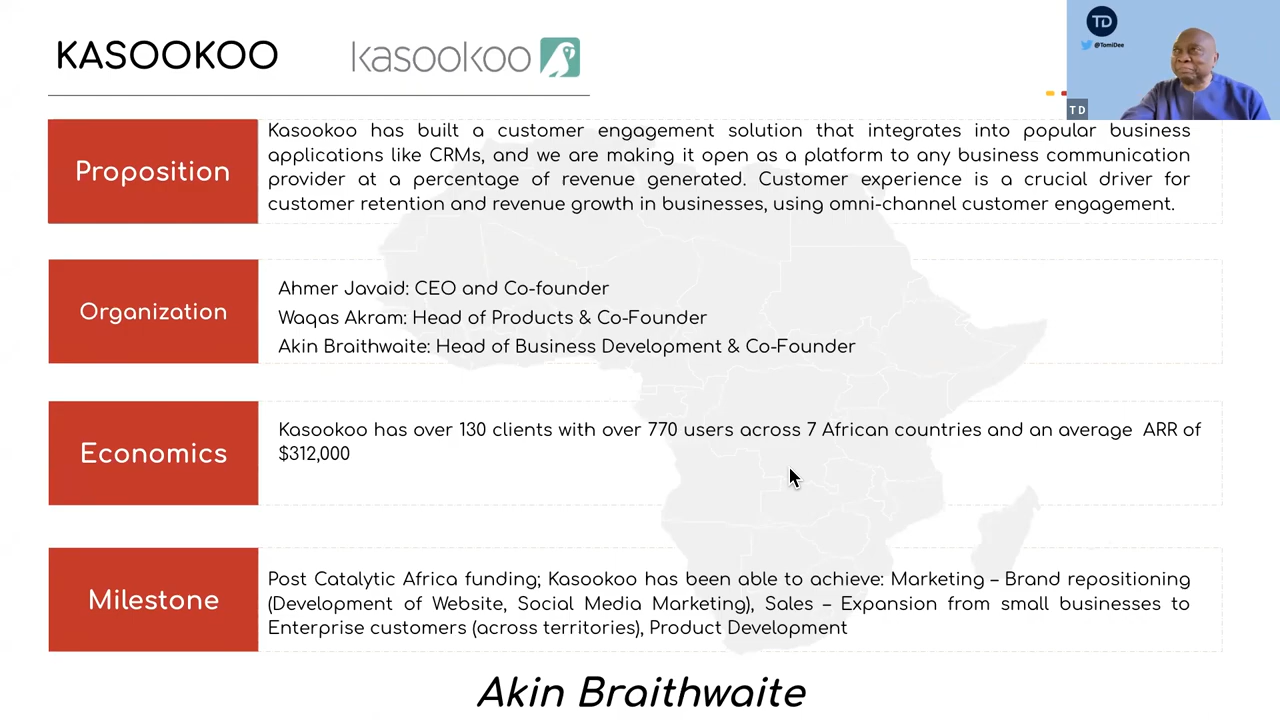 KASOOKOO
kasookoo
TD
@TomiDee
T D
Proposition
Kasookoo has built a customer engagement solution that integrates into popular business
applications like CRMs, and we are making it open as a platform to any business communication
provider at a percentage of revenue generated. Customer experience is a crucial driver for
customer retention and revenue growth in businesses, using omni-channel customer engagement.
Organization
Ahmer Javaid: CEO and Co-founder
Waqas Akram: Head of Products & Co-Founder
Akin Braithwaite: Head of Business Development & Co-Founder
Economics
Kasookoo has over 130 clients with over 770 users across 7 African countries and an average  ARR of
$312,000
Milestone
Post Catalytic Africa funding; Kasookoo has been able to achieve: Marketing – Brand repositioning
(Development of Website, Social Media Marketing), Sales – Expansion from small businesses to
Enterprise customers (across territories), Product Development
Akin Braithwaite